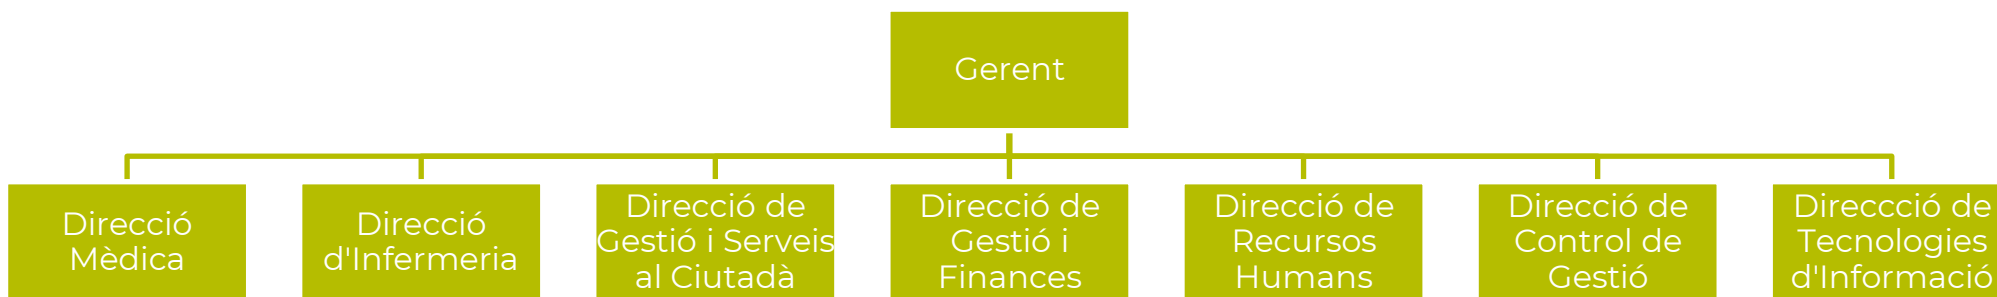 Gerent
Direcció
Mèdica
Direcció
d'Infermeria
Direcció de
Gestió i Serveis
al Ciutadà
Direcció de
Gestió i
Finances
Direcció de
Recursos
Humans
Direcció de
Control de
Gestió
Direccció de
Tecnologies
d'Informació